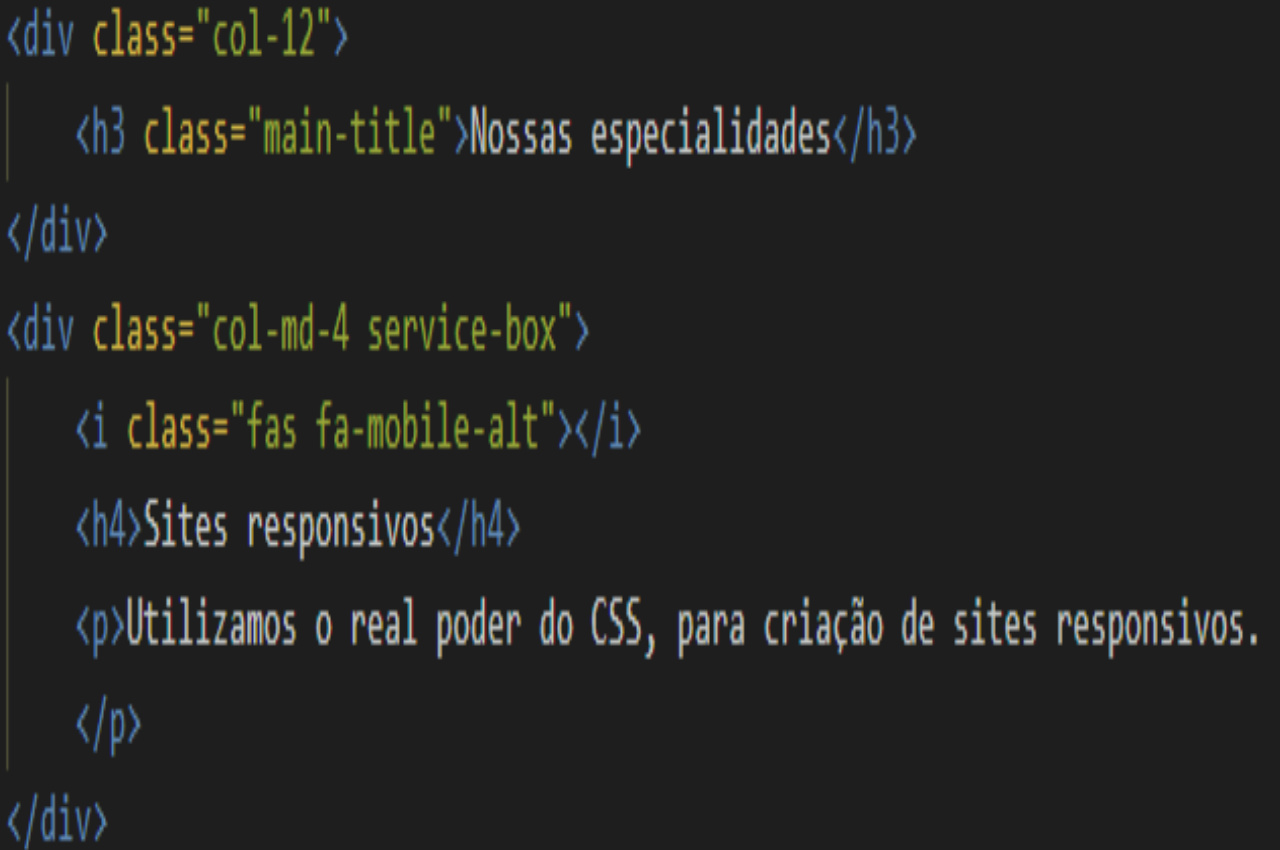 <div class="col-12">
    <h3 class="main-title">Nossas especialidades</h3>
</div>
<div class="col-md-4 service-box">
    <i class="fas fa-mobile-alt"></i>
    <h4>Sites responsivos</h4>
    <p>Utilizamos o real poder do CSS, para criação de sites responsivos.
    </p>
</div>